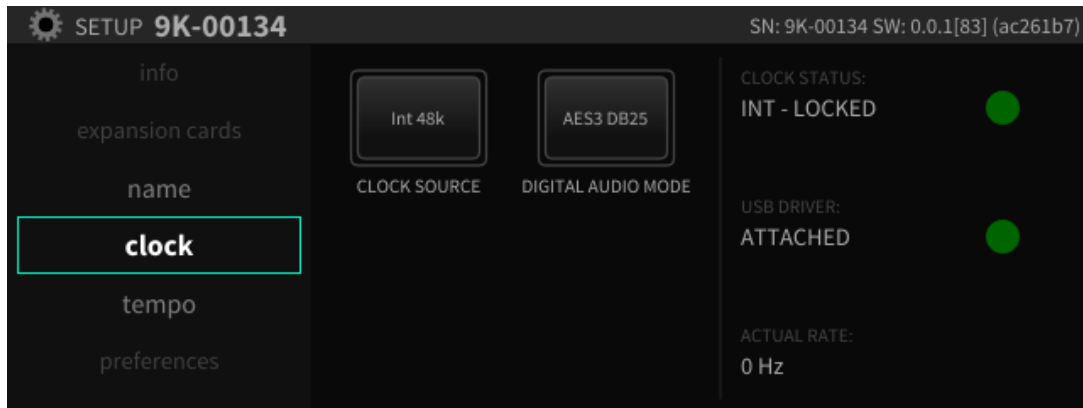 SETUP 9K-00134
SN: 9K-00134 SW: 0.0.1[83] (ac261b7)
info
expansion cards
name
clock
tempo
preferences
Int 48k
AES3 DB25
CLOCK SOURCE
DIGITAL AUDIO MODE
CLOCK STATUS:
INT - LOCKED
USB DRIVER:
ATTACHED
ACTUAL RATE:
0 Hz